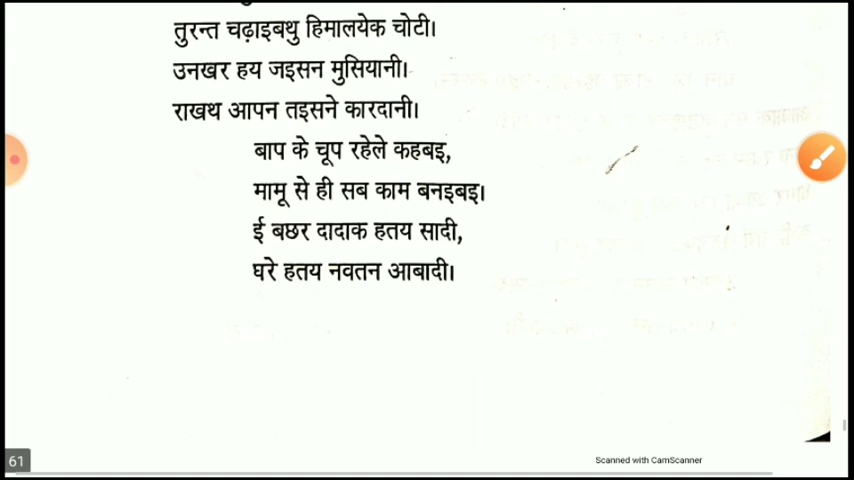 तुरन्त चढ़ाइबथु हिमालयेक चोटी।
उनखर हय जइसन मुसियानी।
राखथ आपन तइसने कारदानी।
बाप के चूप रहेले कहबइ,
मामू से ही सब काम बनइबइ।
ई बछर दादाक हतय सादी,
घरे हतय नवतन आबादी।
61
Scanned with CamScanner